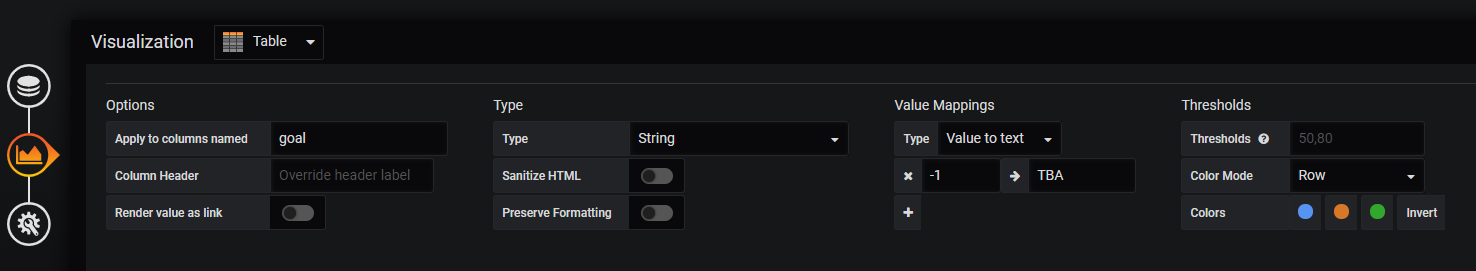 Visualization Table
Options Type Value Mappings Thresholds
Apply to columns named goal Type String Type Value to text Thresholds ? 50,80
Column Header Override header label Sanitize HTML -1 TBA Color Mode Row
Render value as link Preserve Formatting Colors Invert